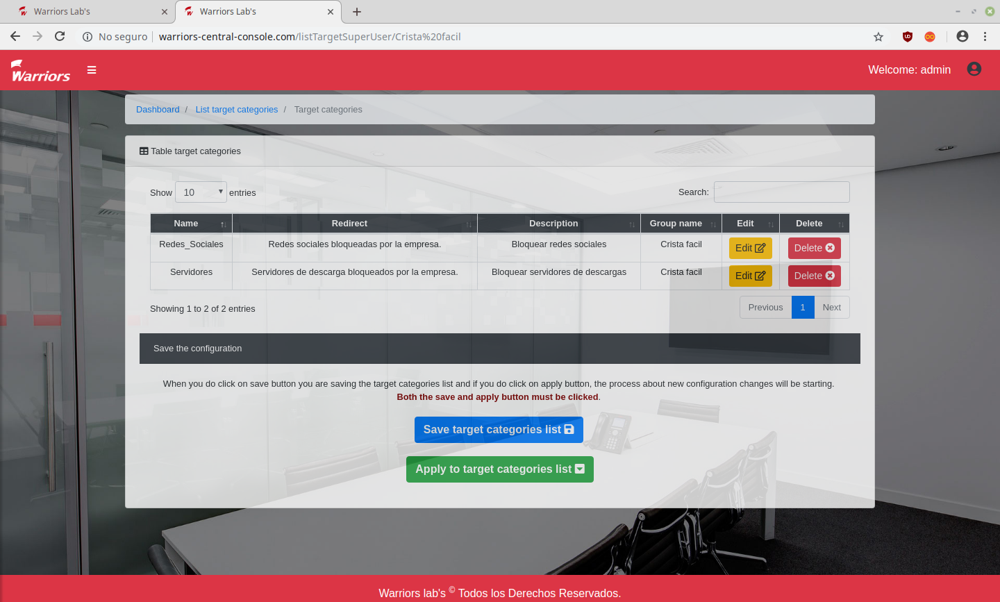 Warriors Lab's
Warriors Lab's
No seguro
warriors-central-console.com/listTargetSuperUser/Crista%20facil
Warriors
Welcome: admin
Dashboard / List target categories / Target categories
Table target categories
Show 10 entries
Search:
Name Redirect Description Group name Edit Delete
Redes_Sociales Redes sociales bloqueadas por la empresa. Bloquear redes sociales Crista facil Edit Delete
Servidores Servidores de descarga bloqueados por la empresa. Bloquear servidores de descargas Crista facil Edit Delete
Showing 1 to 2 of 2 entries
Previous 1 Next
Save the configuration
When you do click on save button you are saving the target categories list and if you do click on apply button, the process about new configuration changes will be starting.
Both the save and apply button must be clicked.
Save target categories list
Apply to target categories list
Warriors lab's © Todos los Derechos Reservados.